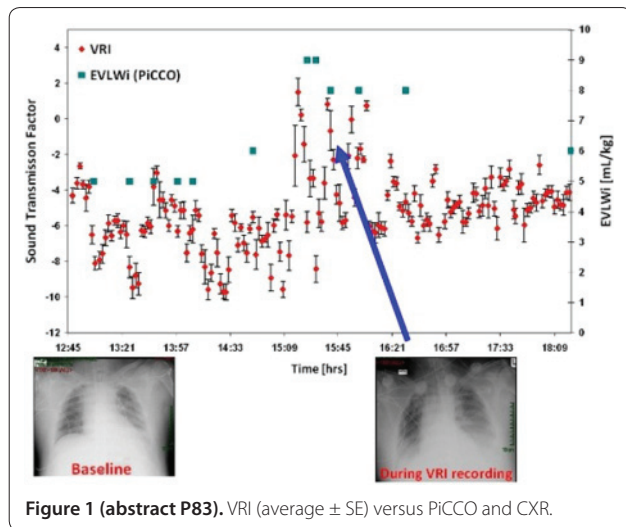 VRI
EVLWi (PiCCO)
Sound Transmisson Factor
4
2
0
-2
-4
-6
-8
-10
-12
10
9
8
7
6
5
4
3
2
1
0
EVLWi [mL/kg]
12:45 13:21 13:57 14:33 15:09 15:45 16:21 16:57 17:33 18:09
Time [hrs]
Baseline
During VRI recording
Figure 1 (abstract P83). VRI (average ± SE) versus PiCCO and CXR.